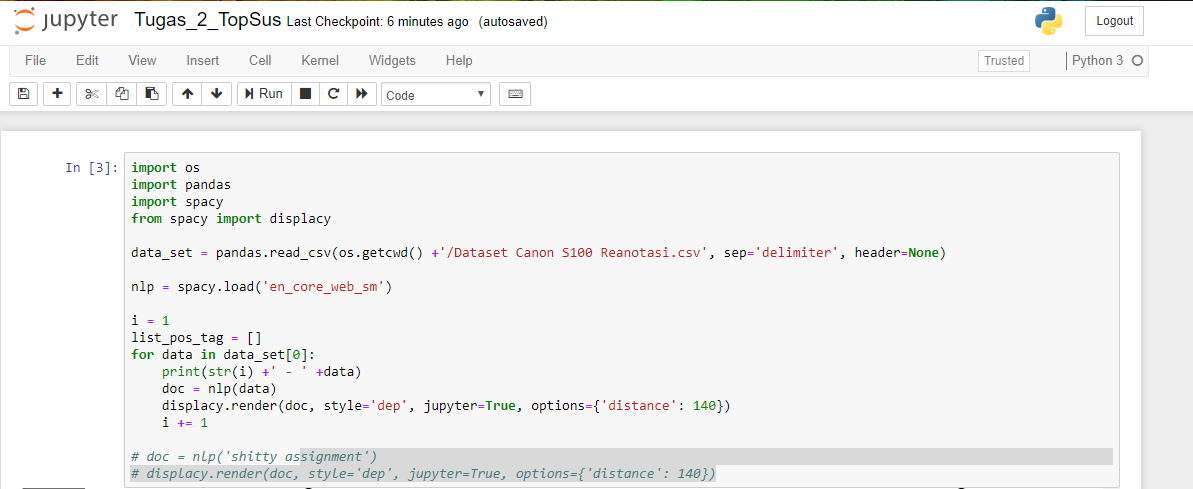 jupyter Tugas_2_TopSus Last Checkpoint: 6 minutes ago (autosaved) Logout
File Edit View Insert Cell Kernel Widgets Help Trusted Python 3
Run Code
In [3]:
import os
import pandas
import spacy
from spacy import displacy
data_set = pandas.read_csv(os.getcwd() +'/Dataset Canon S100 Reanotasi.csv', sep='delimiter', header=None)
nlp = spacy.load('en_core_web_sm')
i = 1
list_pos_tag = []
for data in data_set[0]:
    print(str(i) +' - ' +data)
    doc = nlp(data)
    displacy.render(doc, style='dep', jupyter=True, options={'distance': 140})
    i += 1
# doc = nlp('shitty assignment')
# displacy.render(doc, style='dep', jupyter=True, options={'distance': 140})